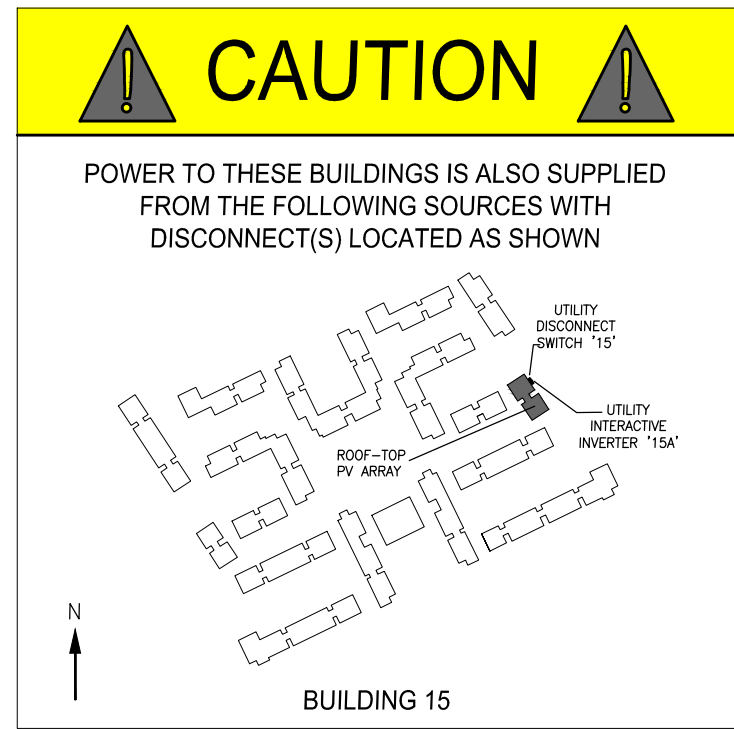 CAUTION
POWER TO THESE BUILDINGS IS ALSO SUPPLIED
FROM THE FOLLOWING SOURCES WITH
DISCONNECT(S) LOCATED AS SHOWN
UTILITY
DISCONNECT
SWITCH '15'
UTILITY
INTERACTIVE
INVERTER '15A'
ROOF-TOP
PV ARRAY
N
BUILDING 15